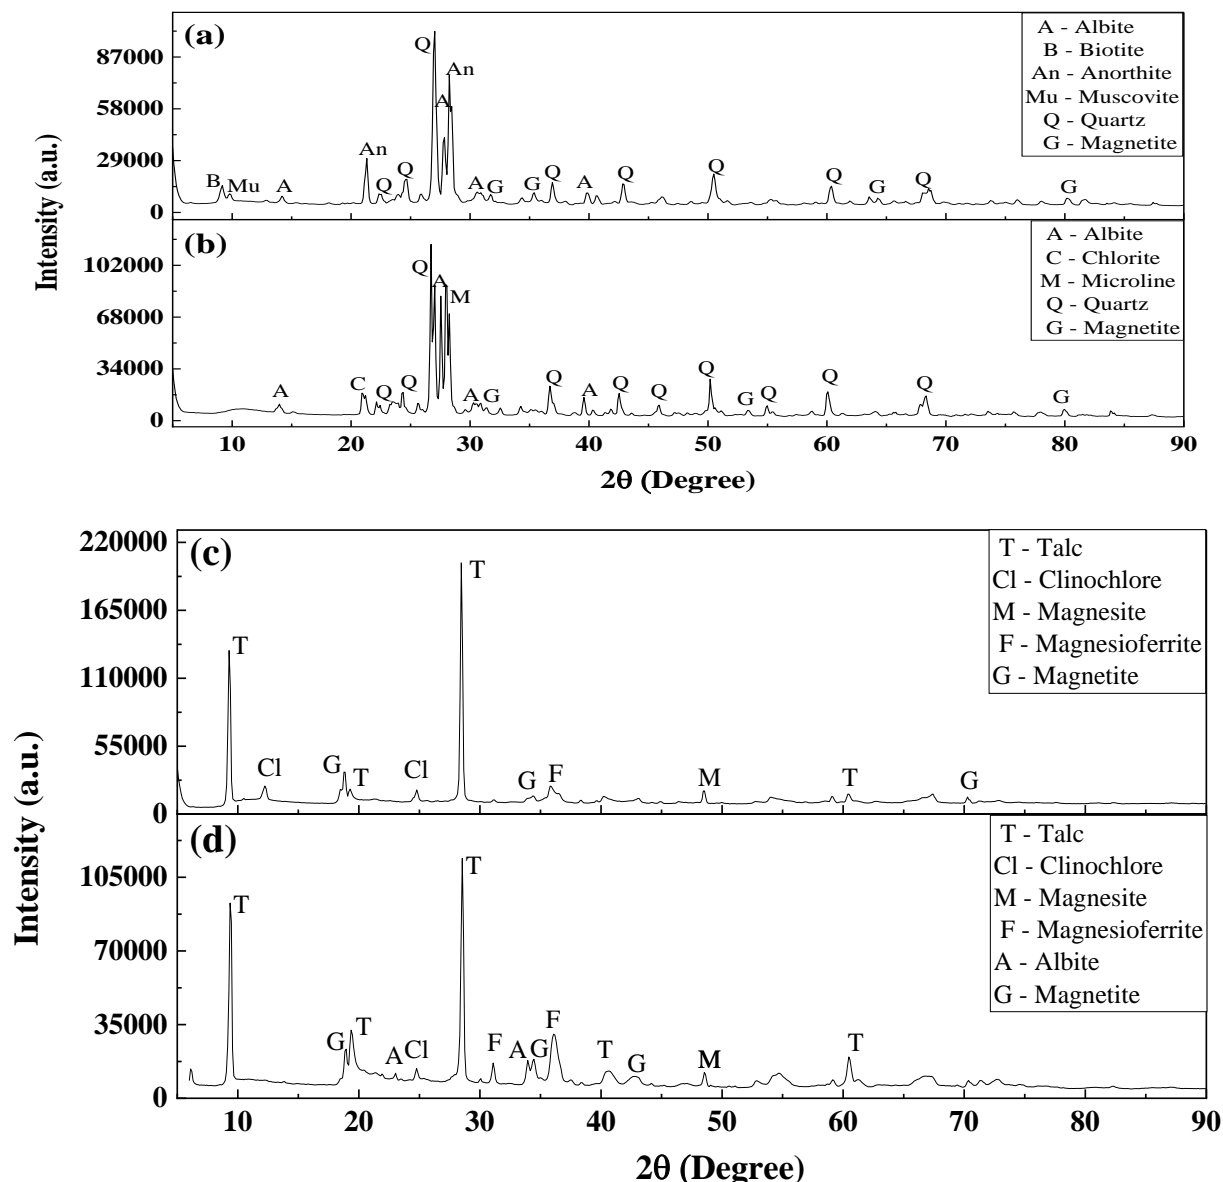 (a)
A - Albite
B - Biotite
An - Anorthite
Mu - Muscovite
Q - Quartz
G - Magnetite
87000
58000
29000
0
Q
An
A
An
B
Mu
A
Q
Q
A
G
G
Q
A
Q
Q
Q
G
Q
G
Intensity (a.u.)
(b)
A - Albite
C - Chlorite
M - Microline
Q - Quartz
G - Magnetite
102000
68000
34000
0
Q
A
M
C
A
Q
Q
A
G
Q
A
Q
Q
Q
G
Q
Q
Q
G
10 20 30 40 50 60 70 80 90
2θ (Degree)
(c)
T - Talc
Cl - Clinochlore
M - Magnesite
F - Magnesioferrite
G - Magnetite
220000
165000
110000
55000
0
T
T
Cl
G
T
Cl
G
F
M
T
G
Intensity (a.u.)
(d)
T - Talc
Cl - Clinochlore
M - Magnesite
F - Magnesioferrite
A - Albite
G - Magnetite
105000
70000
35000
0
T
T
G
T
A
Cl
F
A
G
F
T
G
M
T
10 20 30 40 50 60 70 80 90
2θ (Degree)